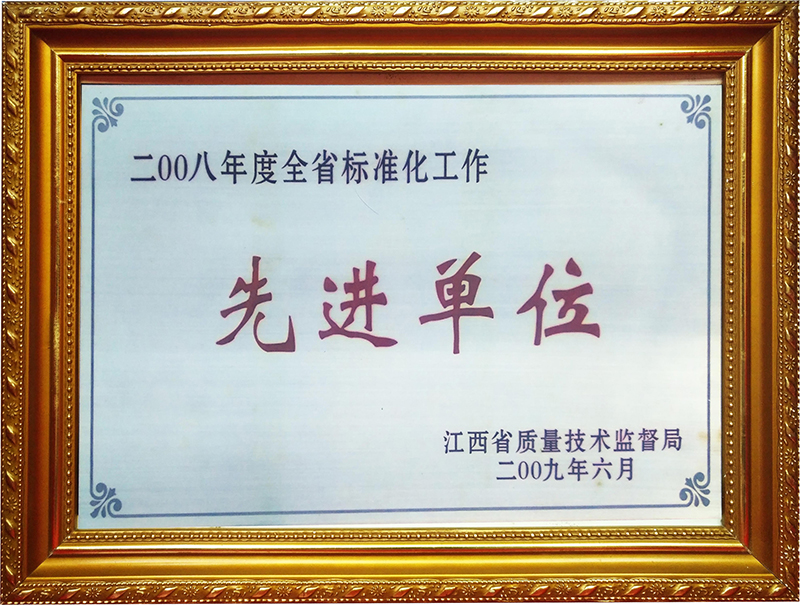 二00八年度全省标准化工作
先进单位
江西省质量技术监督局
二00九年六月